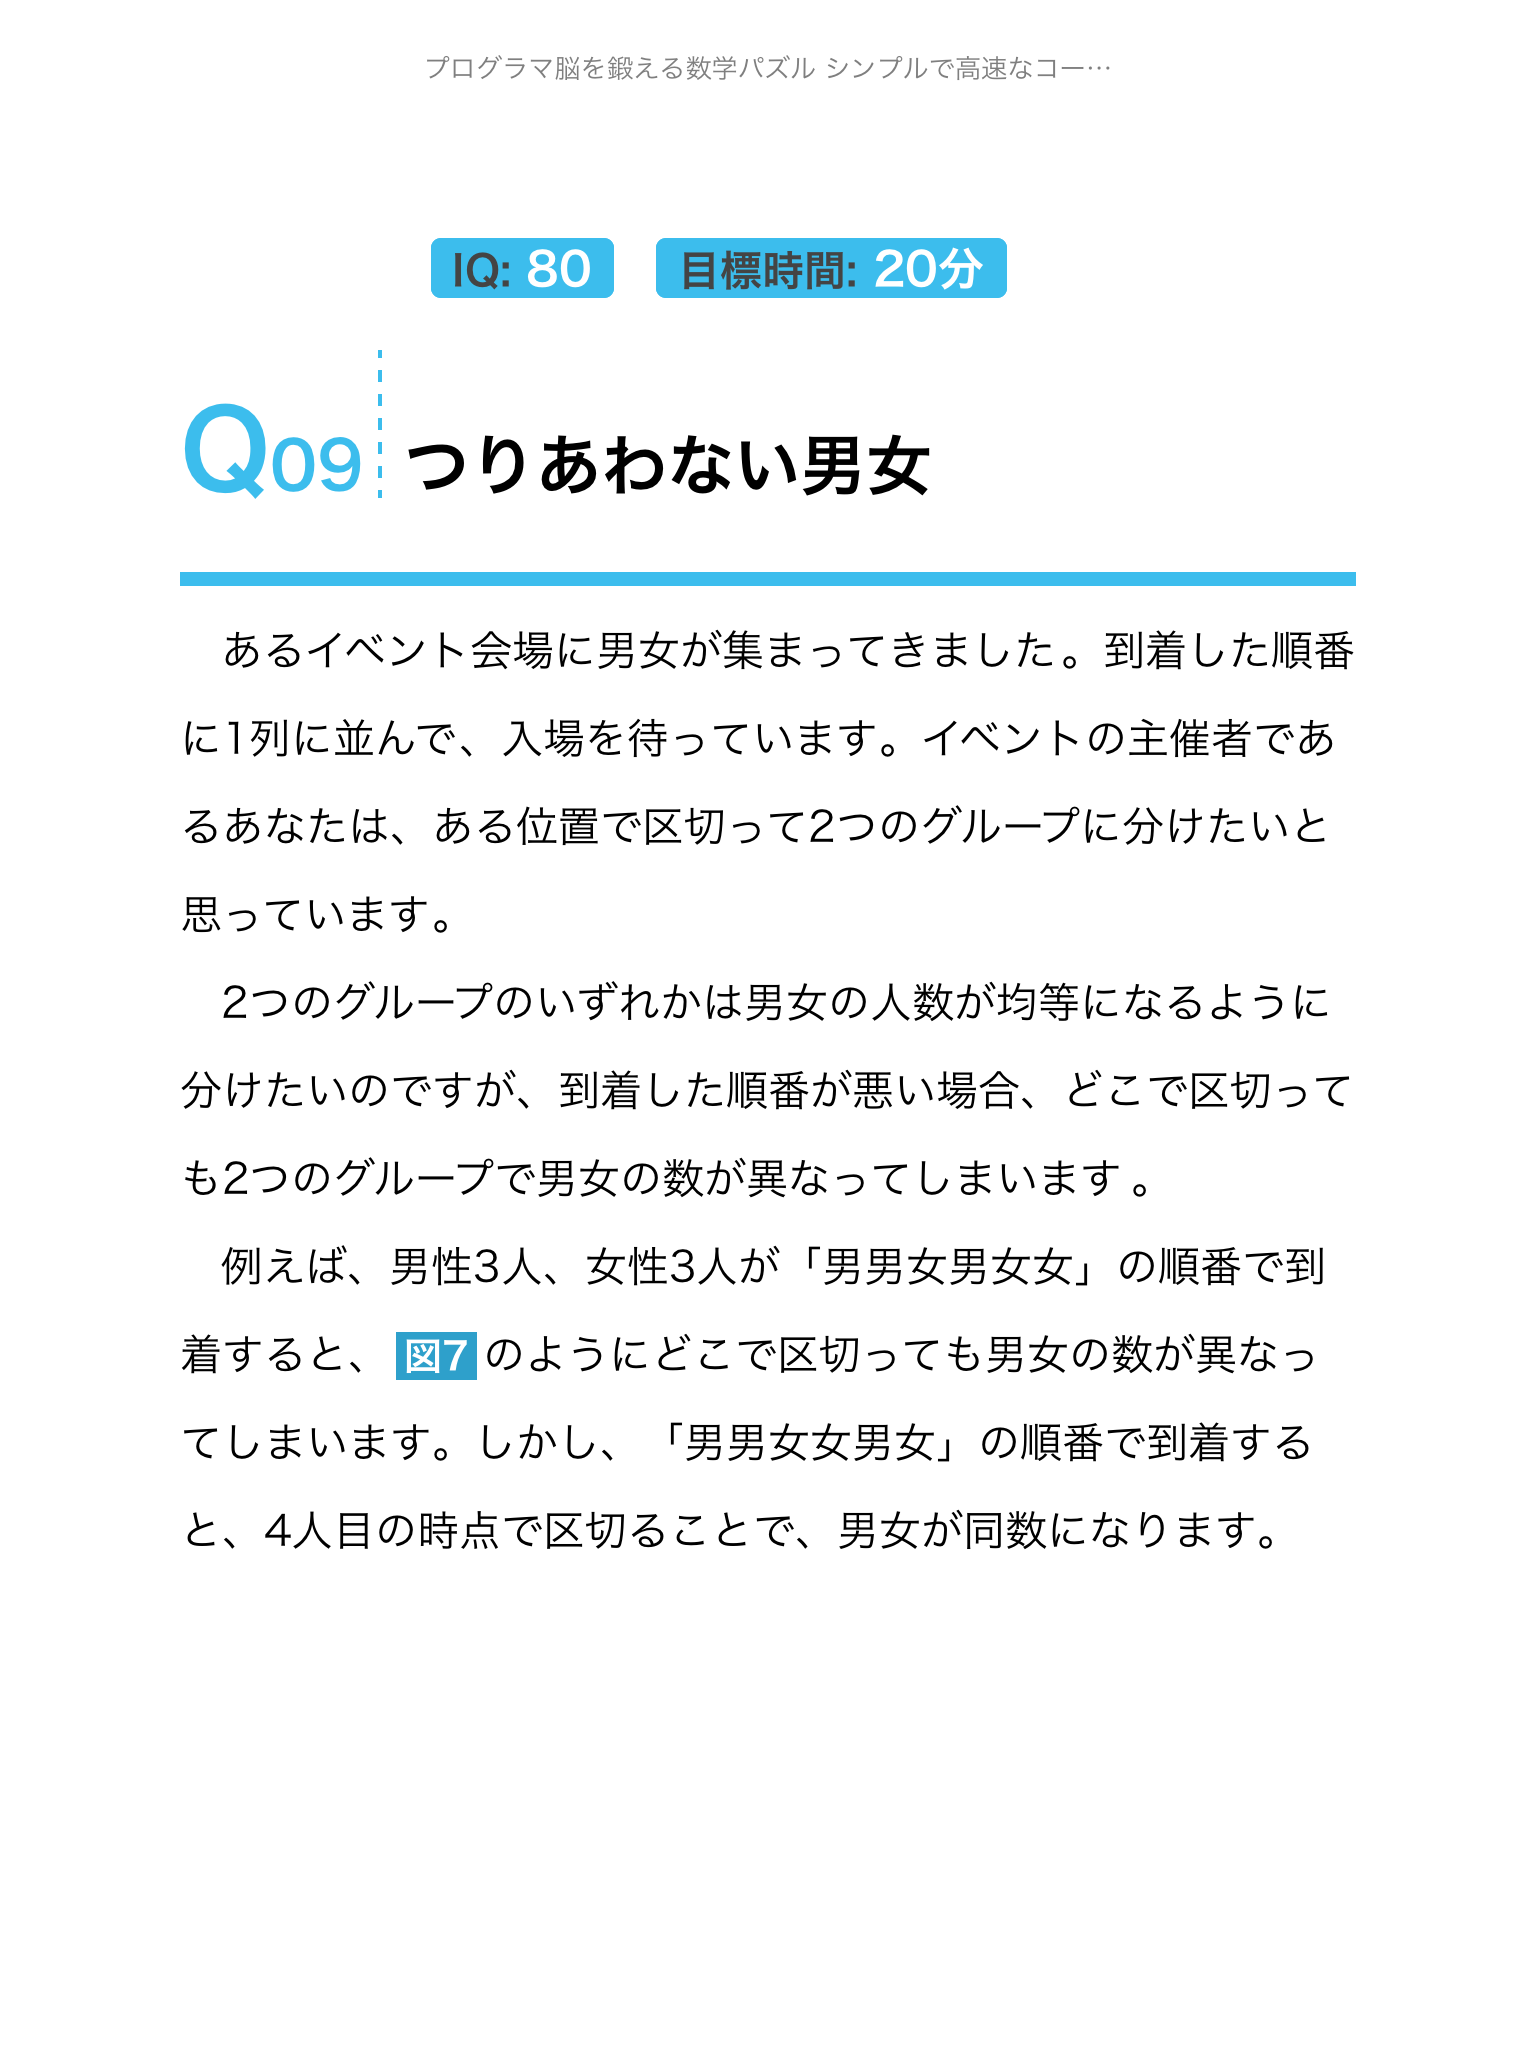 プログラマ脳を鍛える数学パズル シンプルで高速なコー…
IQ: 80 目標時間: 20分
Q09 つりあわない男女
あるイベント会場に男女が集まってきました。到着した順番
に1列に並んで、入場を待っています。イベントの主催者であ
るあなたは、ある位置で区切って2つのグループに分けたいと
思っています。
2つのグループのいずれかは男女の人数が均等になるように
分けたいのですが、到着した順番が悪い場合、どこで区切って
も2つのグループで男女の数が異なってしまいます。
例えば、男性3人、女性3人が「男男女男女女」の順番で到
着すると、 図7 のようにどこで区切っても男女の数が異なっ
てしまいます。しかし、「男男女女男女」の順番で到着する
と、4人目の時点で区切ることで、男女が同数になります。